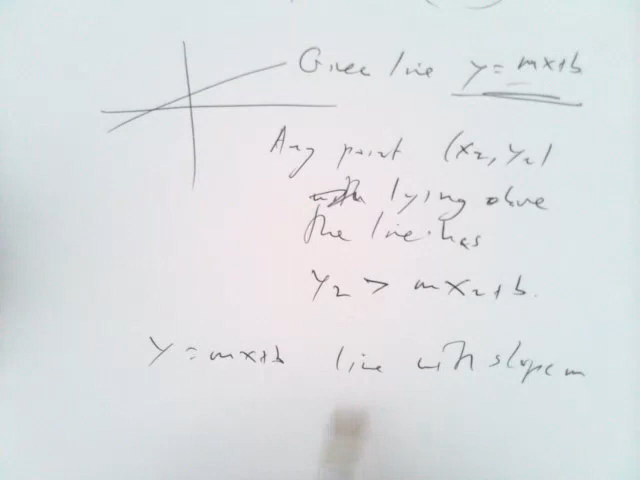 Given line y = mx+b
Any point (x2, y2)
lying above
the line has
y2 > mx2+b.
y = mx+b line with slope m